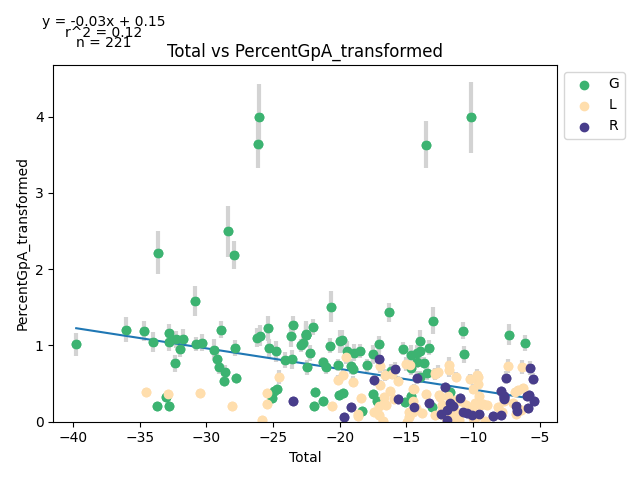 y = -0.03x + 0.15
r^2 = 0.12
n = 221
Total vs PercentGpA_transformed
G
L
R
PercentGpA_transformed
4
3
2
1
0
−40
−35
−30
−25
−20
−15
−10
−5
Total